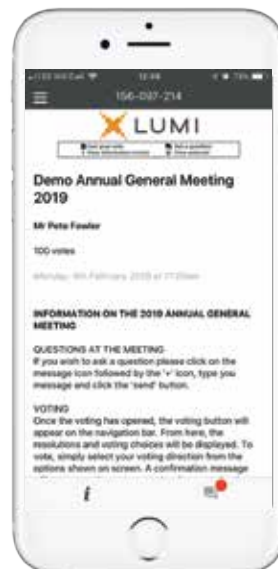 156-097-214
LUMI
Demo Annual General Meeting
2019
Mr Pete Fowler
100 votes
INFORMATION ON THE 2019 ANNUAL GENERAL
MEETING
QUESTIONS AT THE MEETING
If you wish to ask a question please click on the
message icon followed by the '+' icon, type you
message and click the 'send' button.
VOTING
Once the voting has opened, the voting button will
appear on the navigation bar. From here, the
resolutions and voting choices will be displayed. To
vote, simply select your voting direction from the
options shown on screen. A confirmation message
i